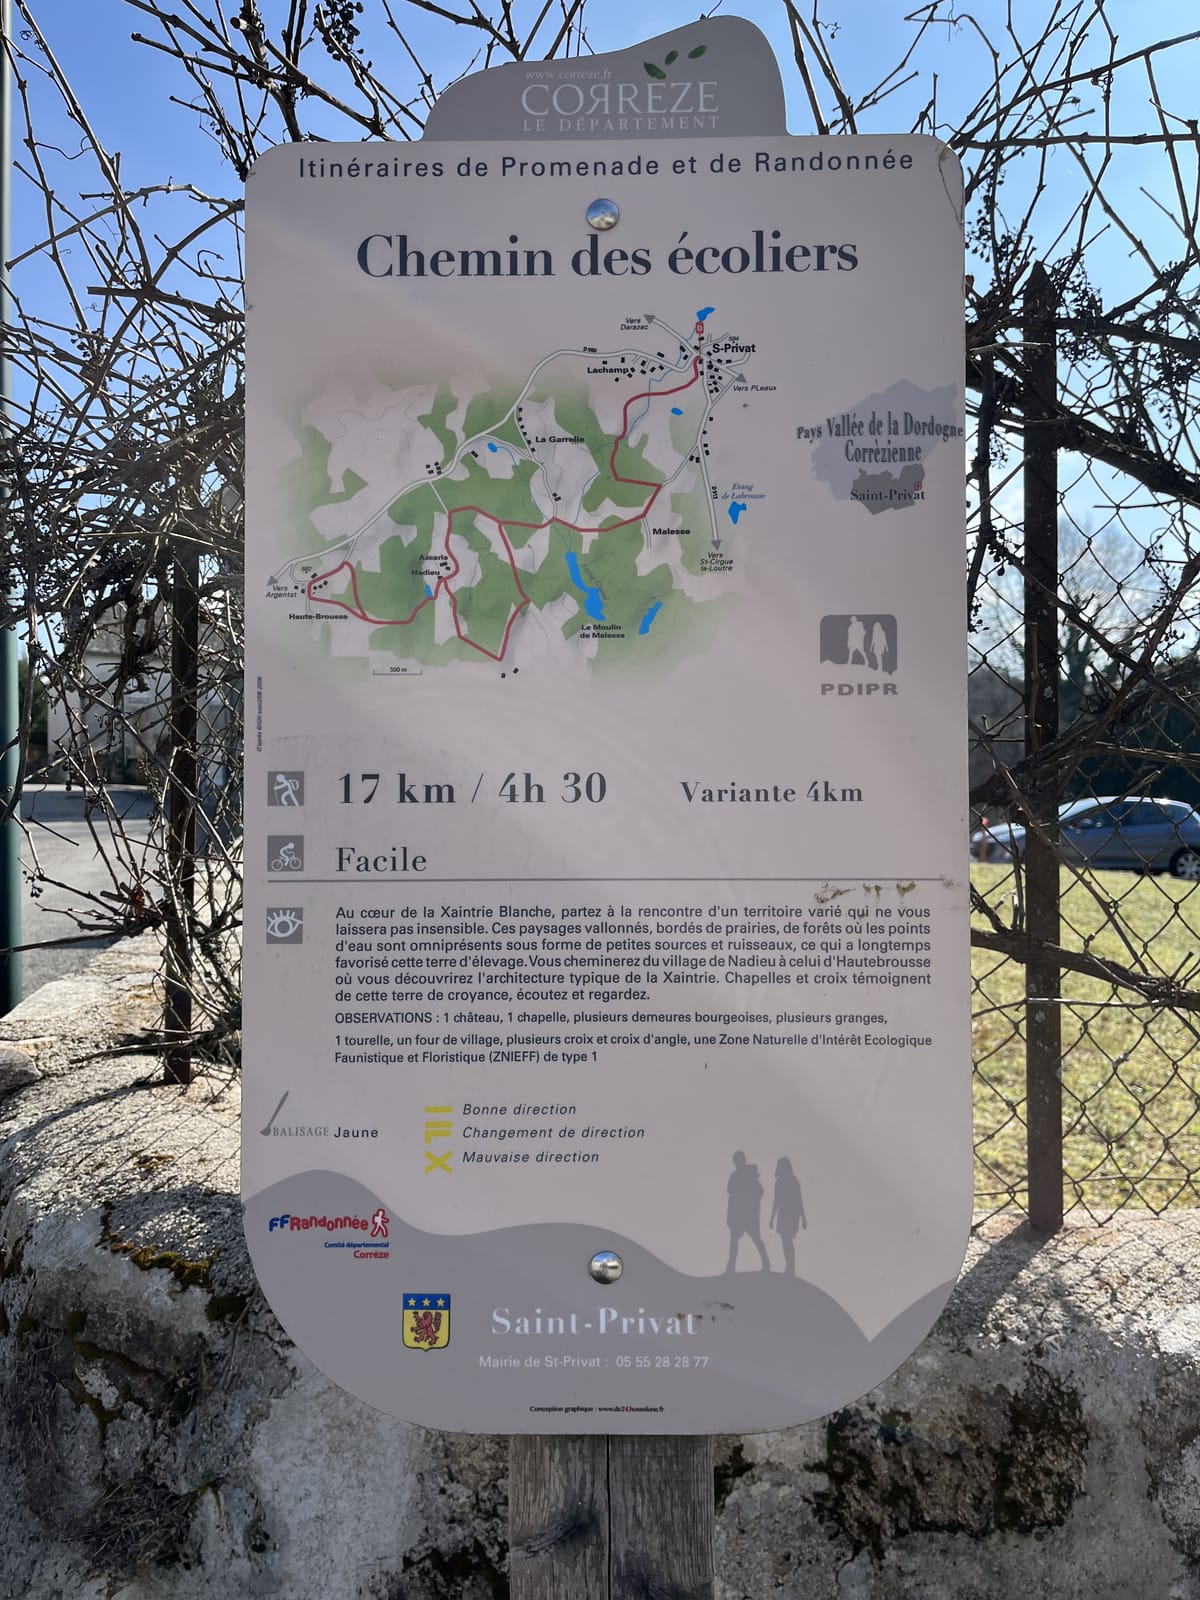 www.correze.fr
CORREZE
LE DÉPARTEMENT
Itinéraires de Promenade et de Randonnée
Chemin des écoliers
Vers
Darazac
S-Privat
594
D 980
Lachamp
Vers PLeaux
La Garrelie
Pays Vallée de la Dordogne
Corrèzienne
Saint-Privat
Etang
de Labrousse
D 013
Malesse
Vers
St-Cirgue
la-Loutre
Ascarie
Nadieu
582
Vers
Argentat
Haute-Brousse
Le Moulin
de Malesse
500 m
PDIPR
17 km / 4h 30
Variante 4km
Facile
Au cœur de la Xaintrie Blanche, partez à la rencontre d'un territoire varié qui ne vous
laissera pas insensible. Ces paysages vallonnés, bordés de prairies, de forêts où les points
d'eau sont omniprésents sous forme de petites sources et ruisseaux, ce qui a longtemps
favorisé cette terre d'élevage. Vous cheminerez du village de Nadieu à celui d'Hautebrousse
où vous découvrirez l'architecture typique de la Xaintrie. Chapelles et croix témoignent
de cette terre de croyance, écoutez et regardez.
OBSERVATIONS : 1 château, 1 chapelle, plusieurs demeures bourgeoises, plusieurs granges,
1 tourelle, un four de village, plusieurs croix et croix d'angle, une Zone Naturelle d'Intérêt Ecologique
Faunistique et Floristique (ZNIEFF) de type 1
BALISAGE Jaune
Bonne direction
Changement de direction
Mauvaise direction
FFRandonnée
Comité départemental
Corrèze
Saint-Privat
Mairie de St-Privat : 05 55 28 28 77
Conception graphique :